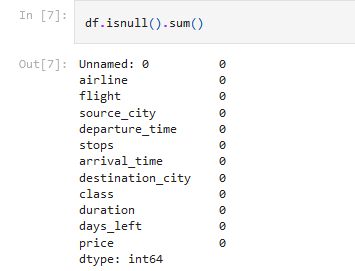 In [7]: df.isnull().sum()
Out[7]: Unnamed: 0 0
airline 0
flight 0
source_city 0
departure_time 0
stops 0
arrival_time 0
destination_city 0
class 0
duration 0
days_left 0
price 0
dtype: int64